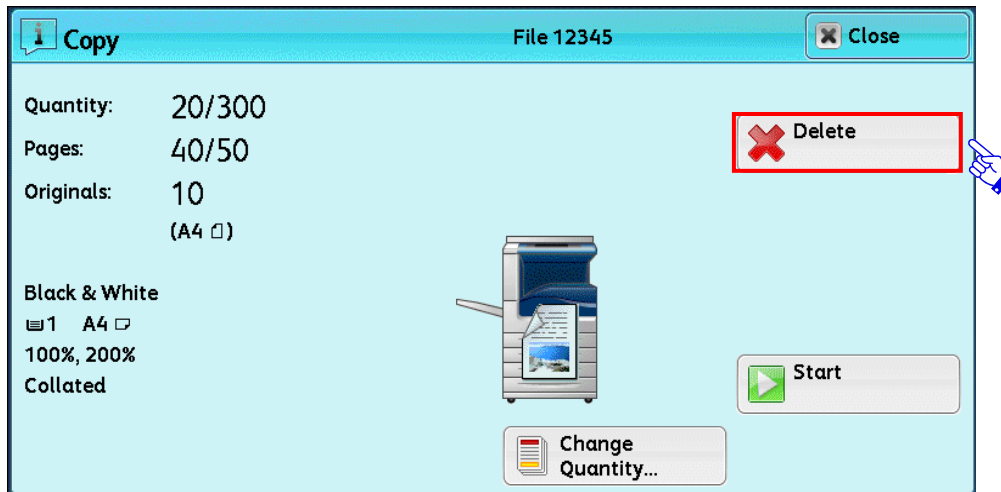 Copy File 12345 Close
Quantity: 20/300
Pages: 40/50
Originals: 10
(A4)
Delete
Black & White
1 A4
100%, 200%
Collated
Start
Change
Quantity...